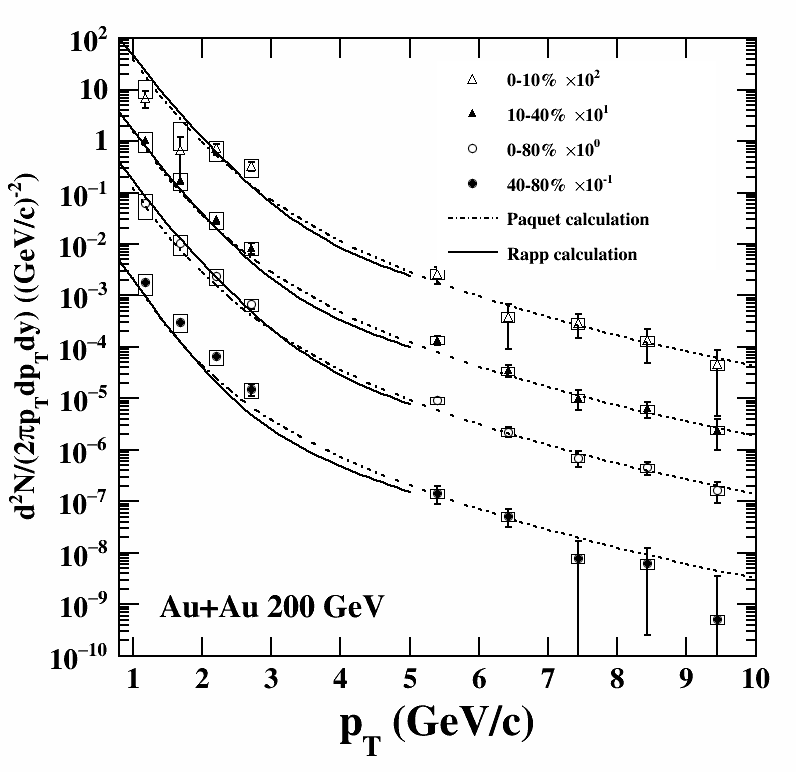 10²
10
1
10⁻¹
10⁻²
10⁻³
10⁻⁴
10⁻⁵
10⁻⁶
10⁻⁷
10⁻⁸
10⁻⁹
10⁻¹⁰
d²N/(2πp_Tdp_Tdy) ((GeV/c)⁻²)
0-10% ×10²
10-40% ×10¹
0-80% ×10⁰
40-80% ×10⁻¹
Paquet calculation
Rapp calculation
Au+Au 200 GeV
1 2 3 4 5 6 7 8 9 10
p_T (GeV/c)